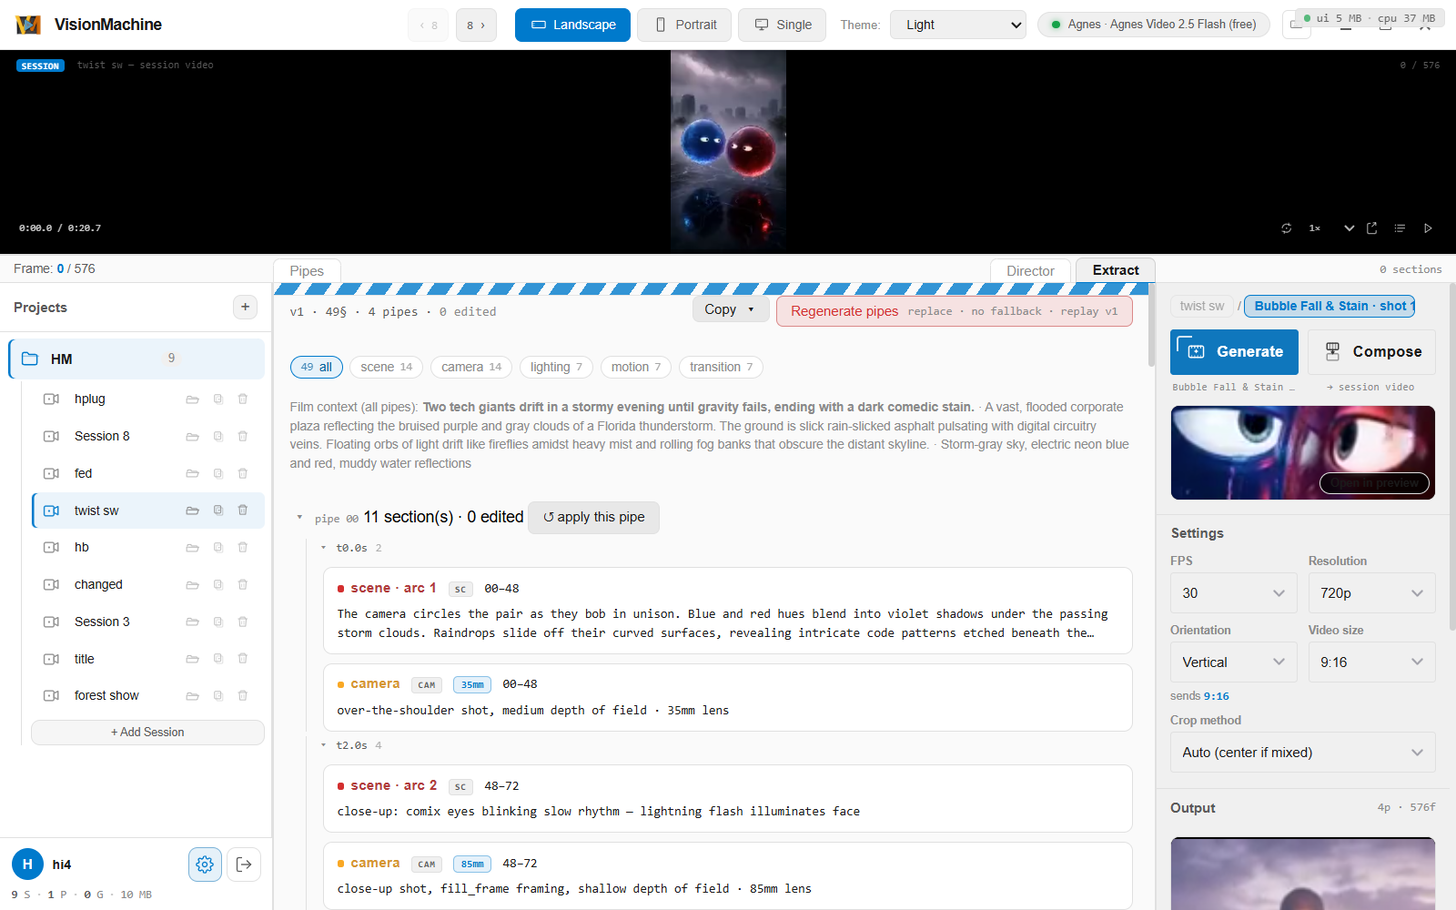 VisionMachine
‹ 8
8 ›
Landscape
Portrait
Single
Theme:
Light
Agnes · Agnes Video 2.5 Flash (free)
ui 5 MB · cpu 37 MB
SESSION
twist sw — session video
0 / 576
0:00.0 / 0:20.7
1×
Frame: 0 / 576
Pipes
Director
Extract
0 sections
Projects
+
HM
9
hplug
Session 8
fed
twist sw
hb
changed
Session 3
title
forest show
+ Add Session
H
hi4
9 S · 1 P · 0 G · 10 MB
v1 · 49§ · 4 pipes · 0 edited
Copy
Regenerate pipes replace · no fallback · replay v1
49 all
scene 14
camera 14
lighting 7
motion 7
transition 7
Film context (all pipes): Two tech giants drift in a stormy evening until gravity fails, ending with a dark comedic stain. · A vast, flooded corporate
plaza reflecting the bruised purple and gray clouds of a Florida thunderstorm. The ground is slick rain-slicked asphalt pulsating with digital circuitry
veins. Floating orbs of light drift like fireflies amidst heavy mist and rolling fog banks that obscure the distant skyline. · Storm-gray sky, electric neon blue
and red, muddy water reflections
pipe 00 11 section(s) · 0 edited
↺ apply this pipe
t0.0s 2
scene · arc 1 SC 00–48
The camera circles the pair as they bob in unison. Blue and red hues blend into violet shadows under the passing
storm clouds. Raindrops slide off their curved surfaces, revealing intricate code patterns etched beneath the…
camera CAM 35mm 00–48
over-the-shoulder shot, medium depth of field · 35mm lens
t2.0s 4
scene · arc 2 SC 48–72
close-up: comix eyes blinking slow rhythm — lightning flash illuminates face
camera CAM 85mm 48–72
close-up shot, fill_frame framing, shallow depth of field · 85mm lens
twist sw / Bubble Fall & Stain · shot 1
Generate
Compose
Bubble Fall & Stain …
→ session video
Open in preview
Settings
FPS
Resolution
30
720p
Orientation
Video size
Vertical
9:16
sends 9:16
Crop method
Auto (center if mixed)
Output
4p · 576f